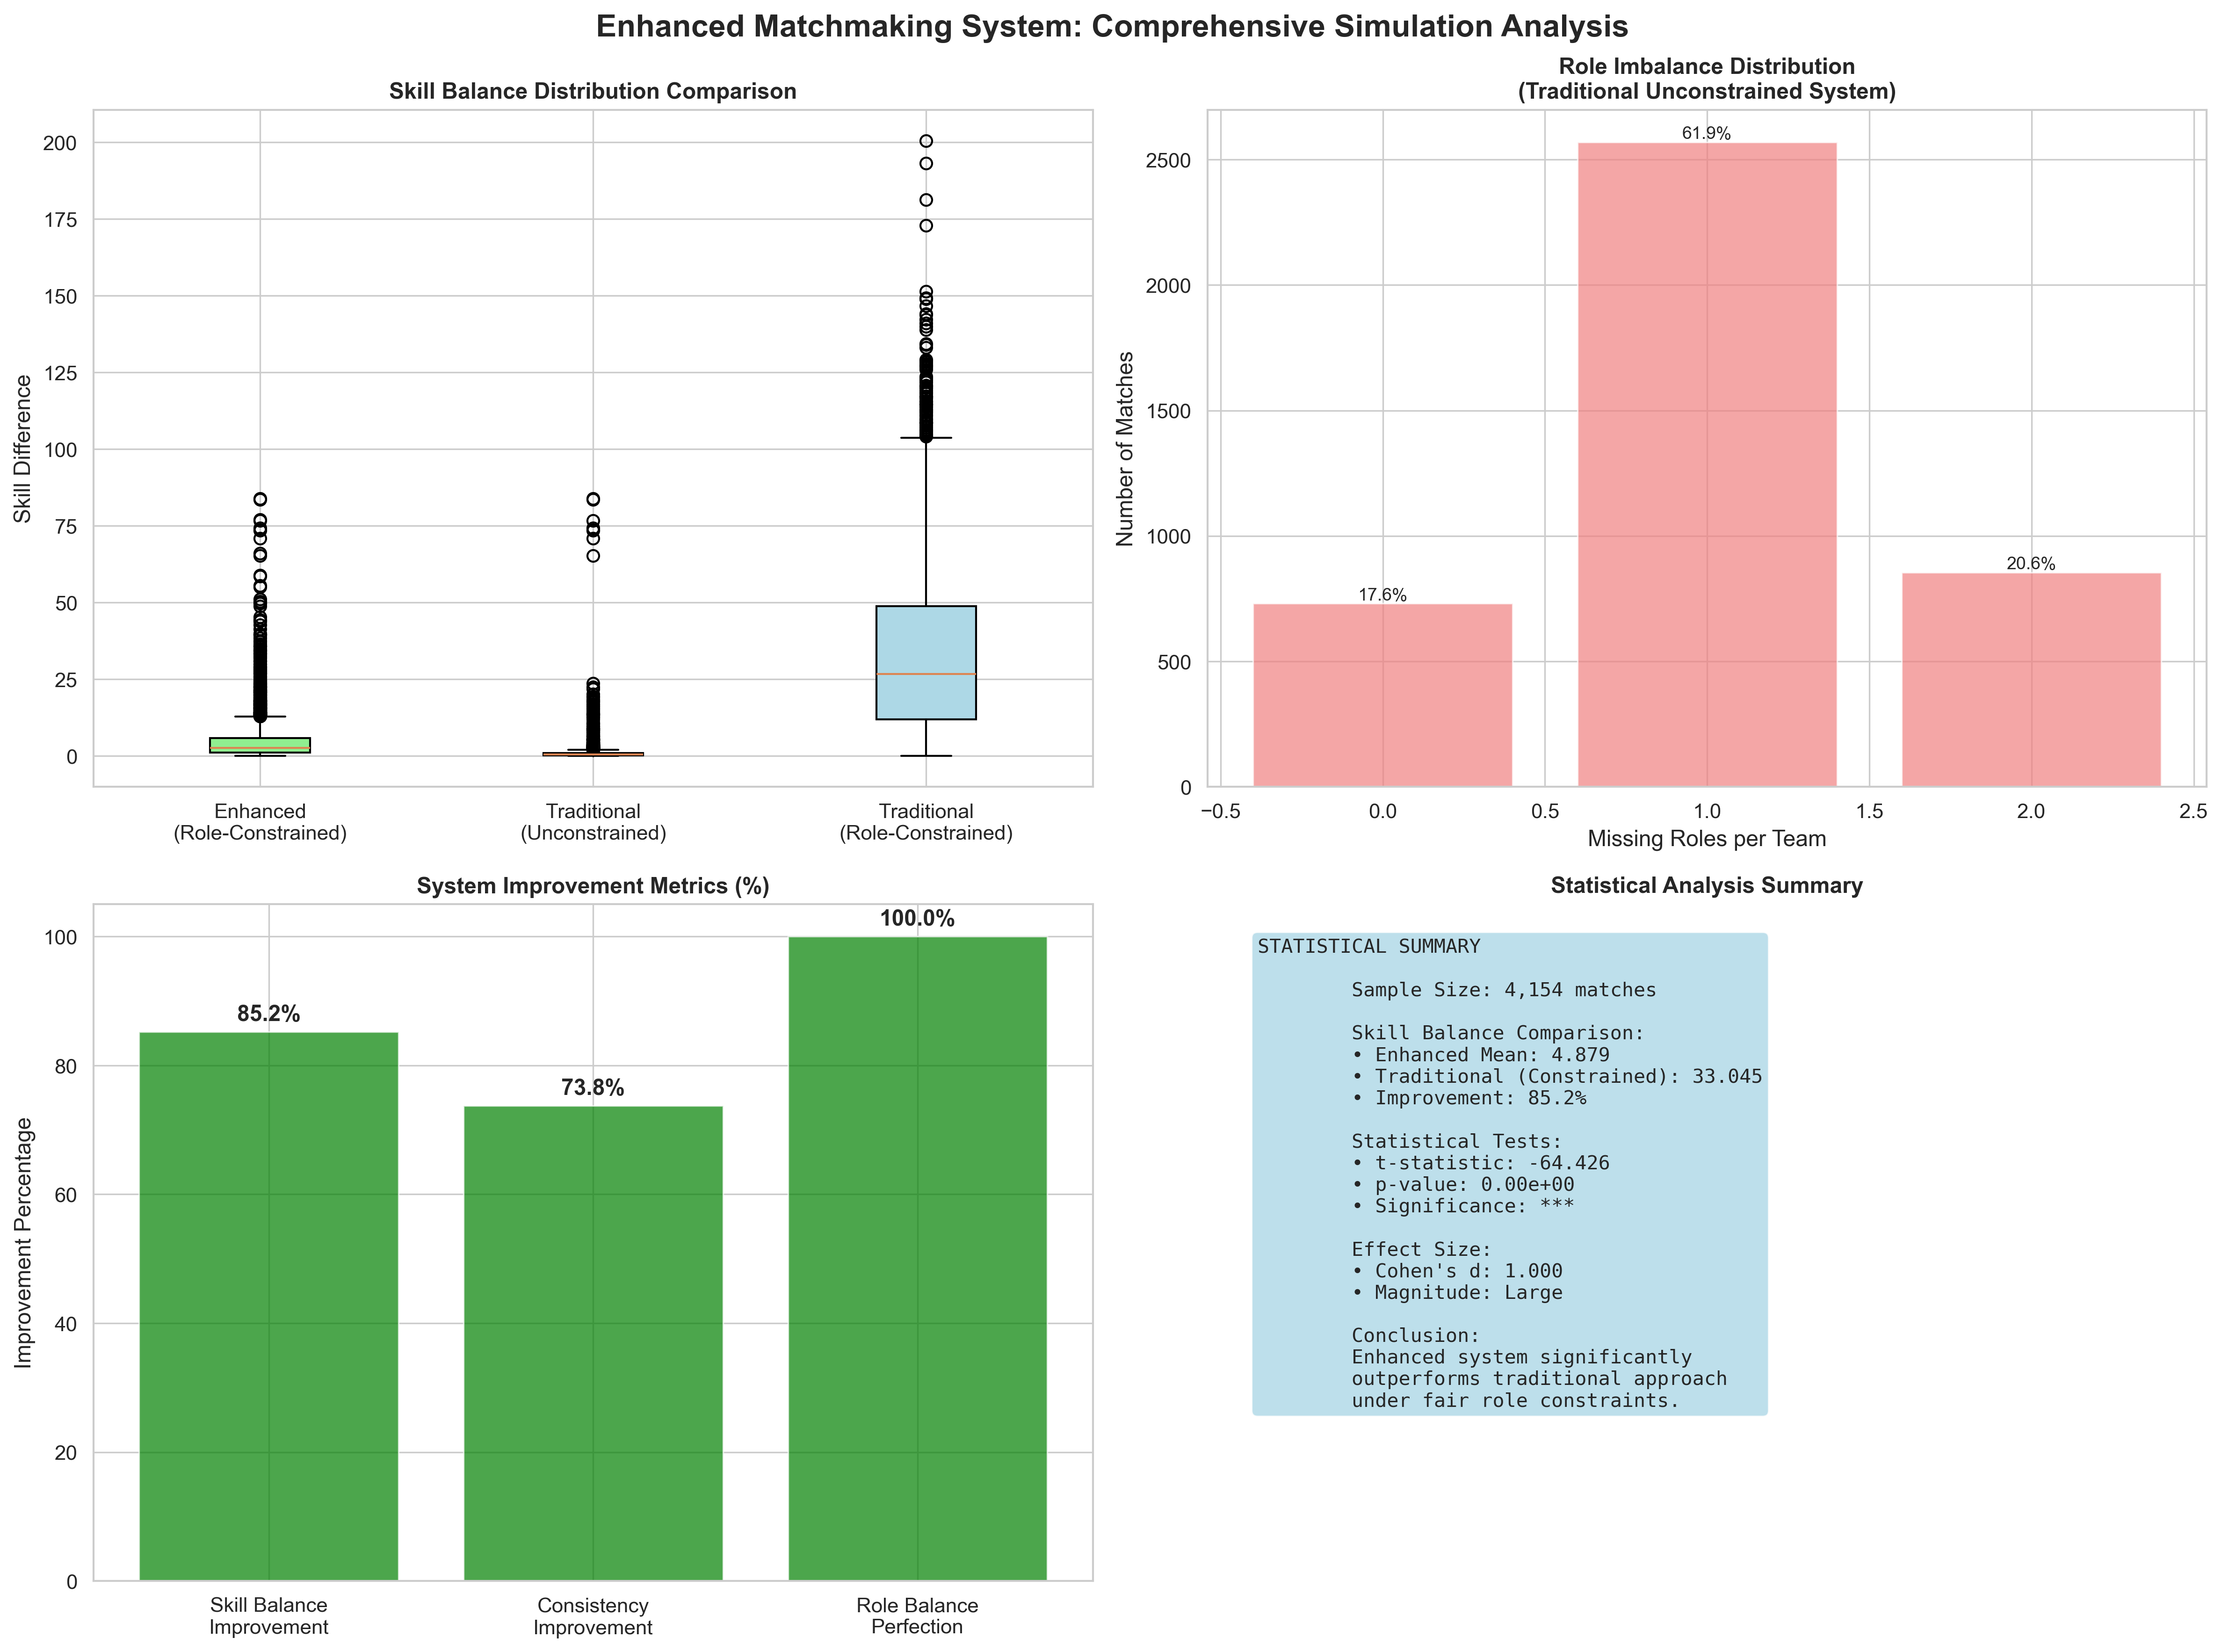 Enhanced Matchmaking System: Comprehensive Simulation Analysis
Skill Balance Distribution Comparison
Skill Difference
200
175
150
125
100
75
50
25
0
Enhanced
(Role-Constrained)
Traditional
(Unconstrained)
Traditional
(Role-Constrained)
Role Imbalance Distribution
(Traditional Unconstrained System)
Number of Matches
2500
2000
1500
1000
500
0
17.6%
61.9%
20.6%
−0.5
0.0
0.5
1.0
1.5
2.0
2.5
Missing Roles per Team
System Improvement Metrics (%)
Improvement Percentage
100
80
60
40
20
0
85.2%
73.8%
100.0%
Skill Balance
Improvement
Consistency
Improvement
Role Balance
Perfection
Statistical Analysis Summary
STATISTICAL SUMMARY
Sample Size: 4,154 matches
Skill Balance Comparison:
• Enhanced Mean: 4.879
• Traditional (Constrained): 33.045
• Improvement: 85.2%
Statistical Tests:
• t-statistic: -64.426
• p-value: 0.00e+00
• Significance: ***
Effect Size:
• Cohen's d: 1.000
• Magnitude: Large
Conclusion:
Enhanced system significantly
outperforms traditional approach
under fair role constraints.